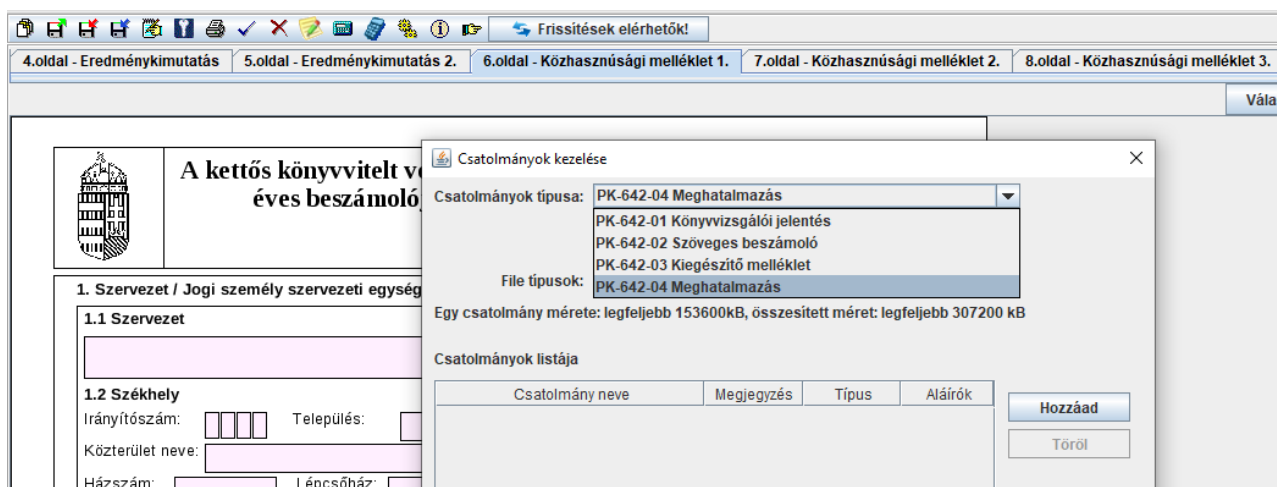 Frissítések elérhetők!
4.oldal - Eredménykimutatás 5.oldal - Eredménykimutatás 2. 6.oldal - Közhasznúsági melléklet 1. 7.oldal - Közhasznúsági melléklet 2. 8.oldal - Közhasznúsági melléklet 3.
Vála
A kettős könyvvitelt v
éves beszámoló
Csatolmányok kezelése
Csatolmányok típusa: PK-642-04 Meghatalmazás
PK-642-01 Könyvvizsgálói jelentés
PK-642-02 Szöveges beszámoló
PK-642-03 Kiegészítő melléklet
File típusok: PK-642-04 Meghatalmazás
Egy csatolmány mérete: legfeljebb 153600kB, összesített méret: legfeljebb 307200 kB
Csatolmányok listája
Csatolmány neve Megjegyzés Típus Aláírók
Hozzáad
Töröl
1. Szervezet / Jogi személy szervezeti egység
1.1 Szervezet
1.2 Székhely
Irányítószám: Település:
Közterület neve:
Házszám: Lépcsőház: